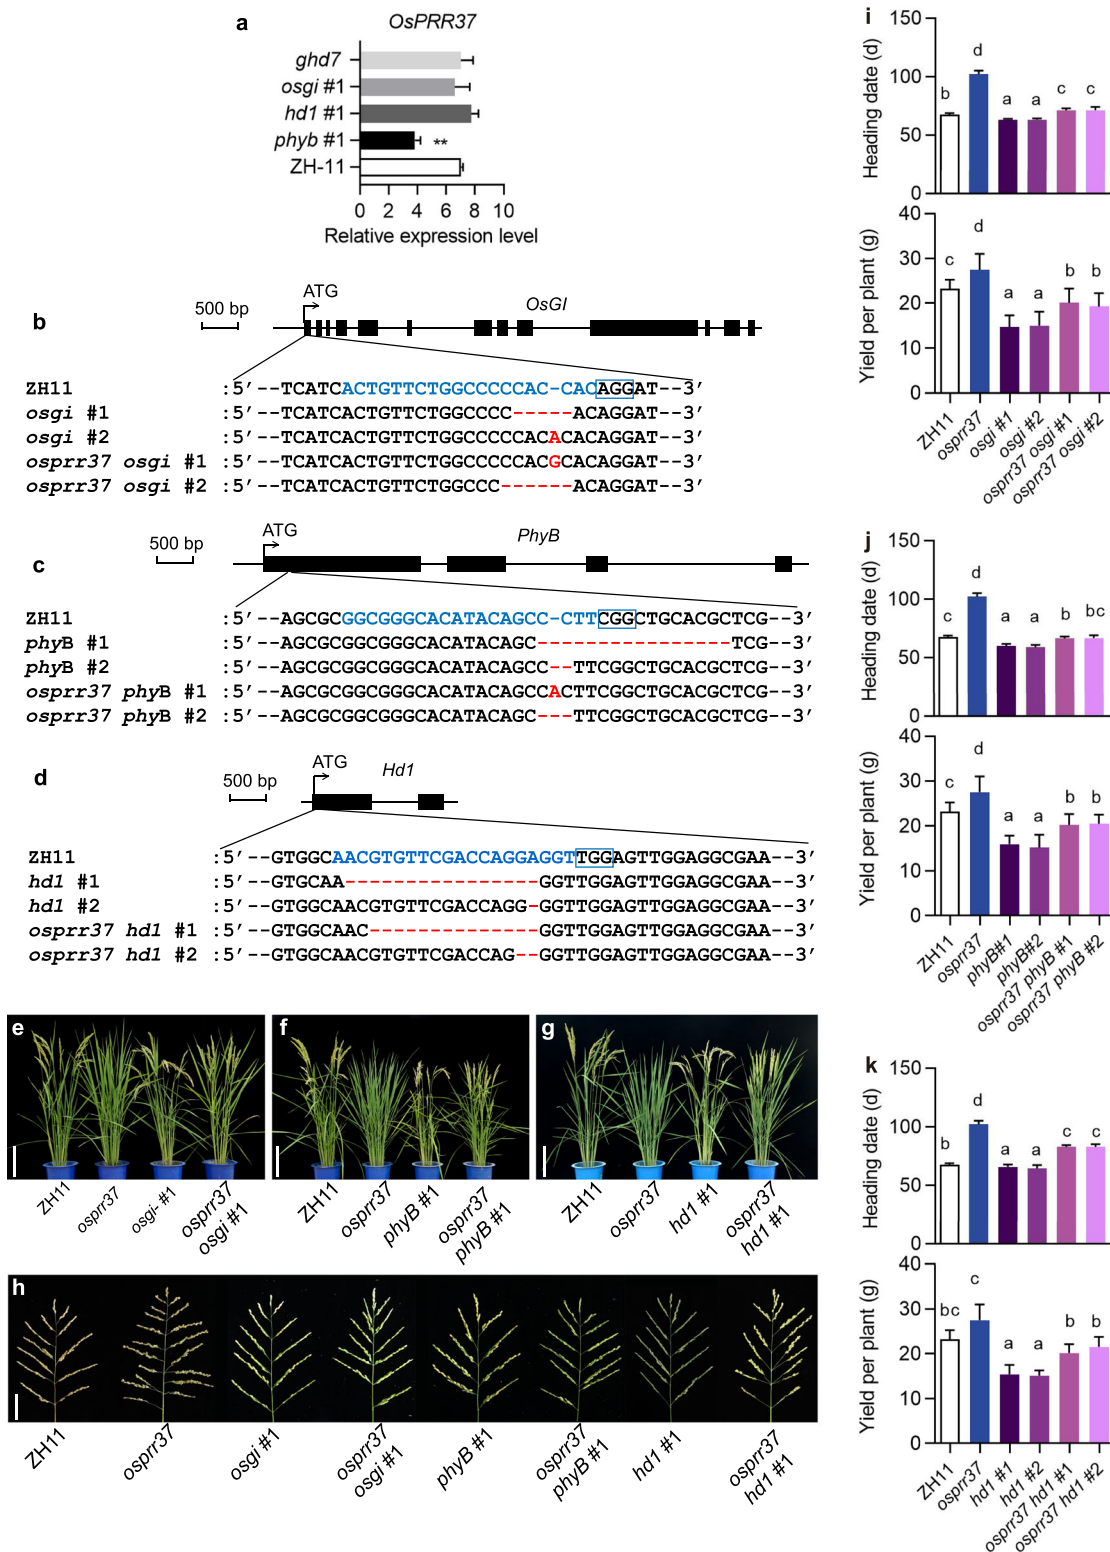 a
OsPRR37
ghd7
osgi #1
hd1 #1
phyb #1
**
ZH-11
0 2 4 6 8 10
Relative expression level
b
500 bp
ATG
OsGI
ZH11 :5′ --TCATCACTGTTCTGGCCCCCAC-CACAGGAT--3′
osgi #1 :5′ --TCATCACTGTTCTGGCCCC-----ACAGGAT--3′
osgi #2 :5′ --TCATCACTGTTCTGGCCCCCACACACAGGAT--3′
osprr37 osgi #1 :5′ --TCATCACTGTTCTGGCCCCCACGCACAGGAT--3′
osprr37 osgi #2 :5′ --TCATCACTGTTCTGGCCC------ACAGGAT--3′
c
500 bp
ATG
PhyB
ZH11 :5′ --AGCGCGGCGGGCACATACAGCC-CTTCGGCTGCACGCTCG--3′
phyB #1 :5′ --AGCGCGGCGGGCACATACAGC----------------TCG--3′
phyB #2 :5′ --AGCGCGGCGGGCACATACAGCC--TTCGGCTGCACGCTCG--3′
osprr37 phyB #1 :5′ --AGCGCGGCGGGCACATACAGCCACTTCGGCTGCACGCTCG--3′
osprr37 phyB #2 :5′ --AGCGCGGCGGGCACATACAGC---TTCGGCTGCACGCTCG--3′
d
500 bp
ATG
Hd1
ZH11 :5′ --GTGGCAACGTGTTCGACCAGGAGGTTGGAGTTGGAGGCGAA--3′
hd1 #1 :5′ --GTGCAA----------------GGTTGGAGTTGGAGGCGAA--3′
hd1 #2 :5′ --GTGGCAACGTGTTCGACCAGG-GGTTGGAGTTGGAGGCGAA--3′
osprr37 hd1 #1 :5′ --GTGGCAAC--------------GGTTGGAGTTGGAGGCGAA--3′
osprr37 hd1 #2 :5′ --GTGGCAACGTGTTCGACCAG--GGTTGGAGTTGGAGGCGAA--3′
e
ZH11
osprr37
osgi- #1
osprr37
osgi #1
f
ZH11
osprr37
phyB #1
osprr37
phyB #1
g
ZH11
osprr37
hd1 #1
osprr37
hd1 #1
h
ZH11
osprr37
osgi #1
osprr37
osgi #1
phyB #1
osprr37
phyB #1
hd1 #1
osprr37
hd1 #1
i
Heading date (d)
150
100
50
0
b d a a c c
Yield per plant (g)
40
30
20
10
0
c d a a b b
ZH11
osprr37
osgi #1
osgi #2
osprr37 osgi #1
osprr37 osgi #2
j
Heading date (d)
150
100
50
0
c d a a b bc
Yield per plant (g)
40
30
20
10
0
c d a a b b
ZH11
osprr37
phyB#1
phyB#2
osprr37 phyB #1
osprr37 phyB #2
k
Heading date (d)
150
100
50
0
b d a a c c
Yield per plant (g)
40
30
20
10
0
bc c a a b b
ZH11
osprr37
hd1 #1
hd1 #2
osprr37 hd1 #1
osprr37 hd1 #2